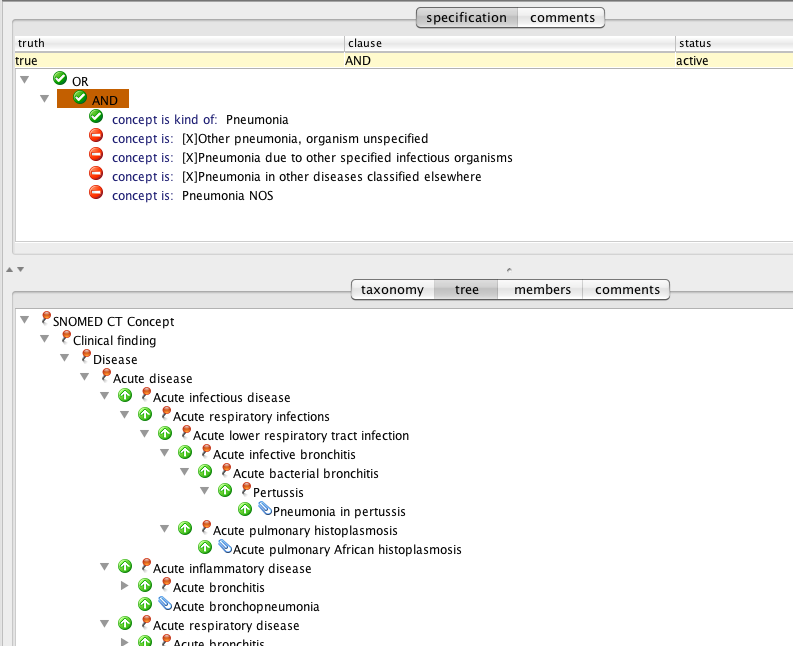 specification comments
truth clause status
true AND active
OR
AND
concept is kind of: Pneumonia
concept is: [X]Other pneumonia, organism unspecified
concept is: [X]Pneumonia due to other specified infectious organisms
concept is: [X]Pneumonia in other diseases classified elsewhere
concept is: Pneumonia NOS
taxonomy tree members comments
SNOMED CT Concept
Clinical finding
Disease
Acute disease
Acute infectious disease
Acute respiratory infections
Acute lower respiratory tract infection
Acute infective bronchitis
Acute bacterial bronchitis
Pertussis
Pneumonia in pertussis
Acute pulmonary histoplasmosis
Acute pulmonary African histoplasmosis
Acute inflammatory disease
Acute bronchitis
Acute bronchopneumonia
Acute respiratory disease
Acute bronchitis